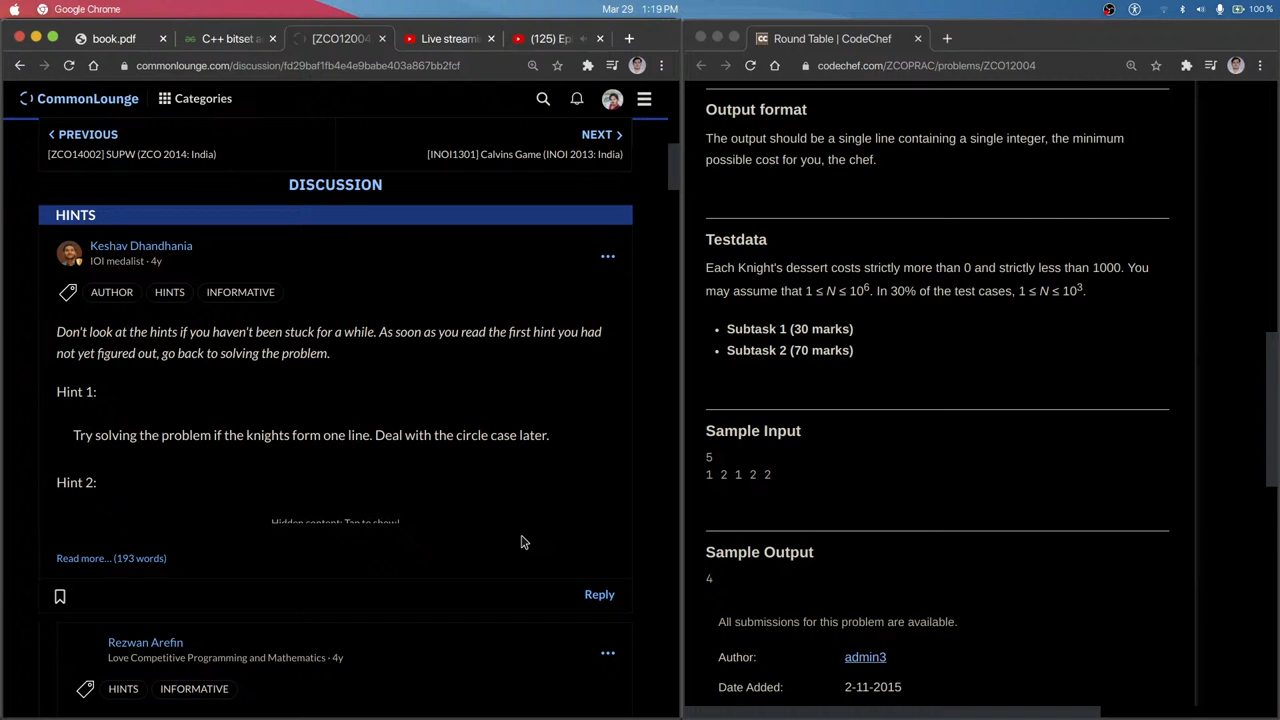 Google Chrome
Mar 29 1:19 PM
100 %
book.pdf
C++ bitset a
[ZCO12004
Live streami
(125) Ep
commonlounge.com/discussion/fd29baf1fb4e4e9babe403a867bb2fcf
CommonLounge
Categories
PREVIOUS
[ZCO14002] SUPW (ZCO 2014: India)
NEXT
[INOI1301] Calvins Game (INOI 2013: India)
DISCUSSION
HINTS
Keshav Dhandhania
IOI medalist · 4y
AUTHOR
HINTS
INFORMATIVE
Don't look at the hints if you haven't been stuck for a while. As soon as you read the first hint you had
not yet figured out, go back to solving the problem.
Hint 1:
Try solving the problem if the knights form one line. Deal with the circle case later.
Hint 2:
Hidden content: Tap to show!
Read more... (193 words)
Reply
Rezwan Arefin
Love Competitive Programming and Mathematics · 4y
HINTS
INFORMATIVE
CC
Round Table | CodeChef
codechef.com/ZCOPRAC/problems/ZCO12004
Output format
The output should be a single line containing a single integer, the minimum
possible cost for you, the chef.
Testdata
Each Knight's dessert costs strictly more than 0 and strictly less than 1000. You
may assume that 1 ≤ N ≤ 10⁶. In 30% of the test cases, 1 ≤ N ≤ 10³.
• Subtask 1 (30 marks)
• Subtask 2 (70 marks)
Sample Input
5
1 2 1 2 2
Sample Output
4
All submissions for this problem are available.
Author: admin3
Date Added: 2-11-2015